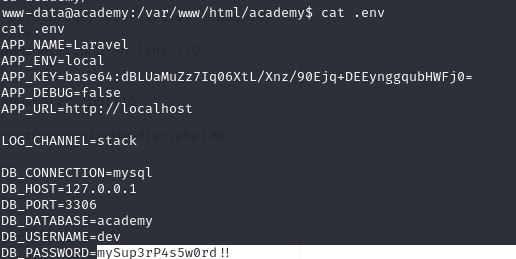 www-data@academy:/var/www/html/academy$ cat .env
cat .env
APP_NAME=Laravel
APP_ENV=local
APP_KEY=base64:dBLUaMuZz7Iq06XtL/Xnz/90Ejq+DEEynggqubHWFj0=
APP_DEBUG=false
APP_URL=http://localhost
LOG_CHANNEL=stack
DB_CONNECTION=mysql
DB_HOST=127.0.0.1
DB_PORT=3306
DB_DATABASE=academy
DB_USERNAME=dev
DB_PASSWORD=mySup3rP4s5w0rd!!